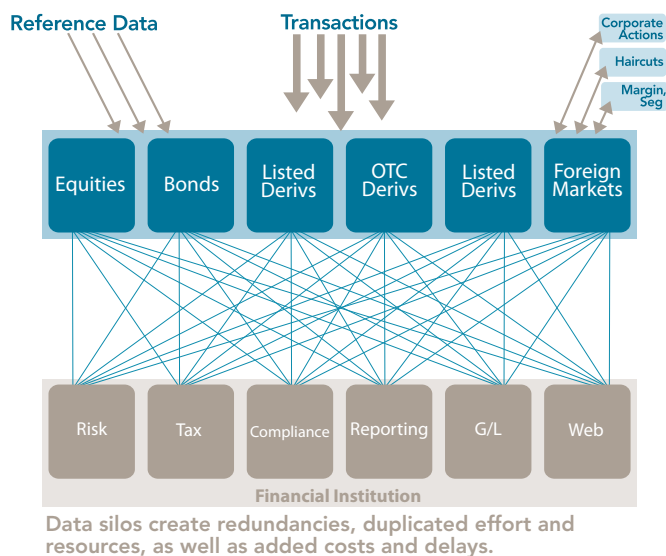 Reference Data
Transactions
Corporate
Actions
Haircuts
Margin,
Seg
Equities
Bonds
Listed
Derivs
OTC
Derivs
Listed
Derivs
Foreign
Markets
Risk
Tax
Compliance
Reporting
G/L
Web
Financial Institution
Data silos create redundancies, duplicated effort and
resources, as well as added costs and delays.